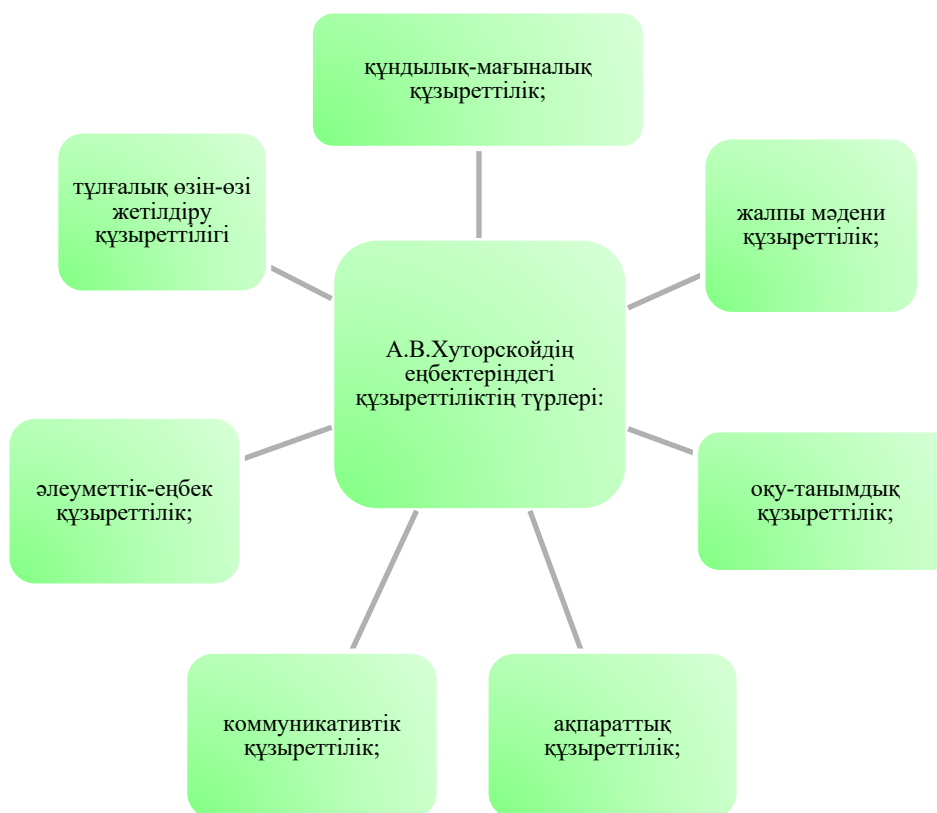 құндылық-мағыналық
құзыреттілік;
тұлғалық өзін-өзі
жетілдіру
құзыреттілігі
жалпы мәдени
құзыреттілік;
А.В.Хуторскойдің
еңбектеріндегі
құзыреттіліктің түрлері:
әлеуметтік-еңбек
құзыреттілік;
оқу-танымдық
құзыреттілік;
коммуникативтік
құзыреттілік;
ақпараттық
құзыреттілік;